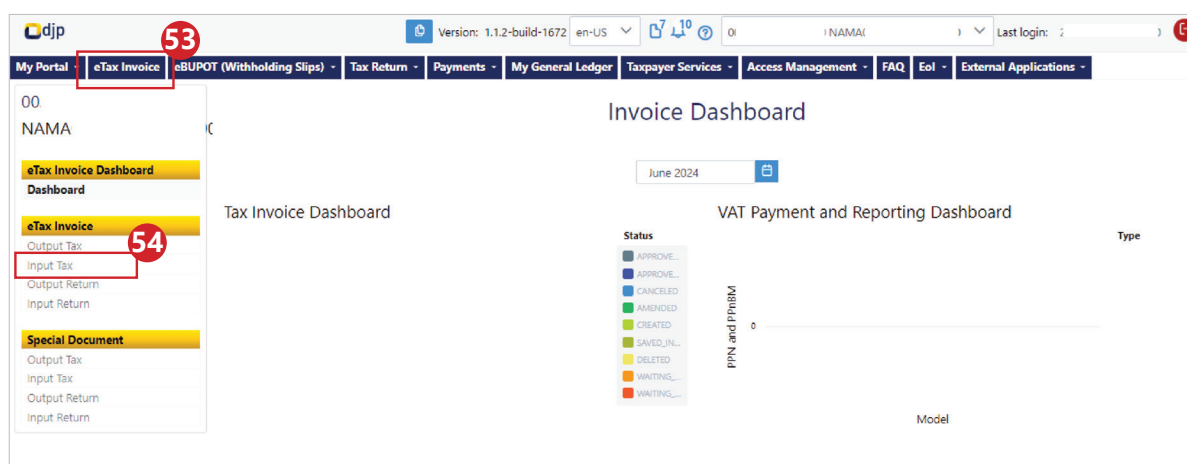 djp
53
Version: 1.1.2-build-1672 en-US 7 10 NAMA( Last login:
My Portal eTax Invoice eBUPOT (Withholding Slips) Tax Return Payments My General Ledger Taxpayer Services Access Management FAQ EoI External Applications
00.
NAMA
Invoice Dashboard
eTax Invoice Dashboard
Dashboard
June 2024
eTax Invoice
Output Tax
54
Input Tax
Output Return
Input Return
Special Document
Output Tax
Input Tax
Output Return
Input Return
Tax Invoice Dashboard
Status
APPROVE...
APPROVE...
CANCELED
AMENDED
CREATED
SAVED_IN...
DELETED
WAITING_...
WAITING_...
VAT Payment and Reporting Dashboard
Type
PPN and PPnBM
0
Model